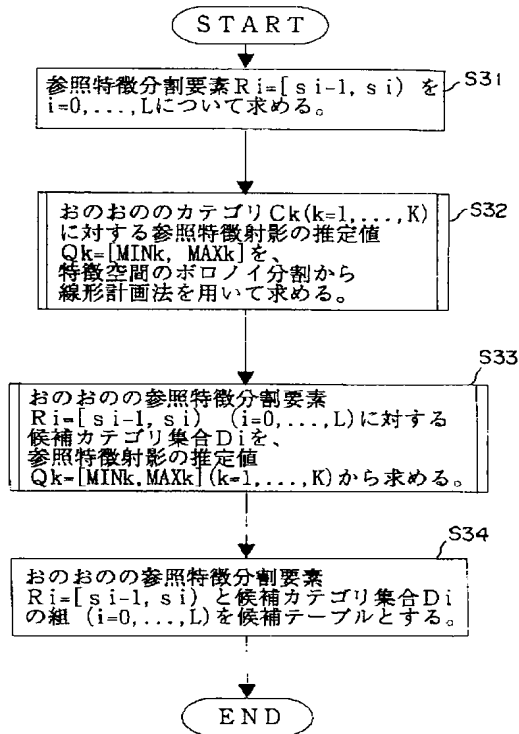 START
参照特徴分割要素Ri=[si-1, si) を
i=0,...,Lについて求める。
S31
おのおののカテゴリCk(k=1,...,K)
に対する参照特徴射影の推定値
Qk=[MINk, MAXk]を、
特徴空間のボロノイ分割から
線形計画法を用いて求める。
S32
おのおのの参照特徴分割要素
Ri=[si-1, si) (i=0,...,L)に対する
候補カテゴリ集合Diを、
参照特徴射影の推定値
Qk=[MINk,MAXk](k=1,...,K)から求める。
S33
おのおのの参照特徴分割要素
Ri=[si-1, si) と候補カテゴリ集合Di
の組 (i=0,...,L)を候補テーブルとする。
S34
END